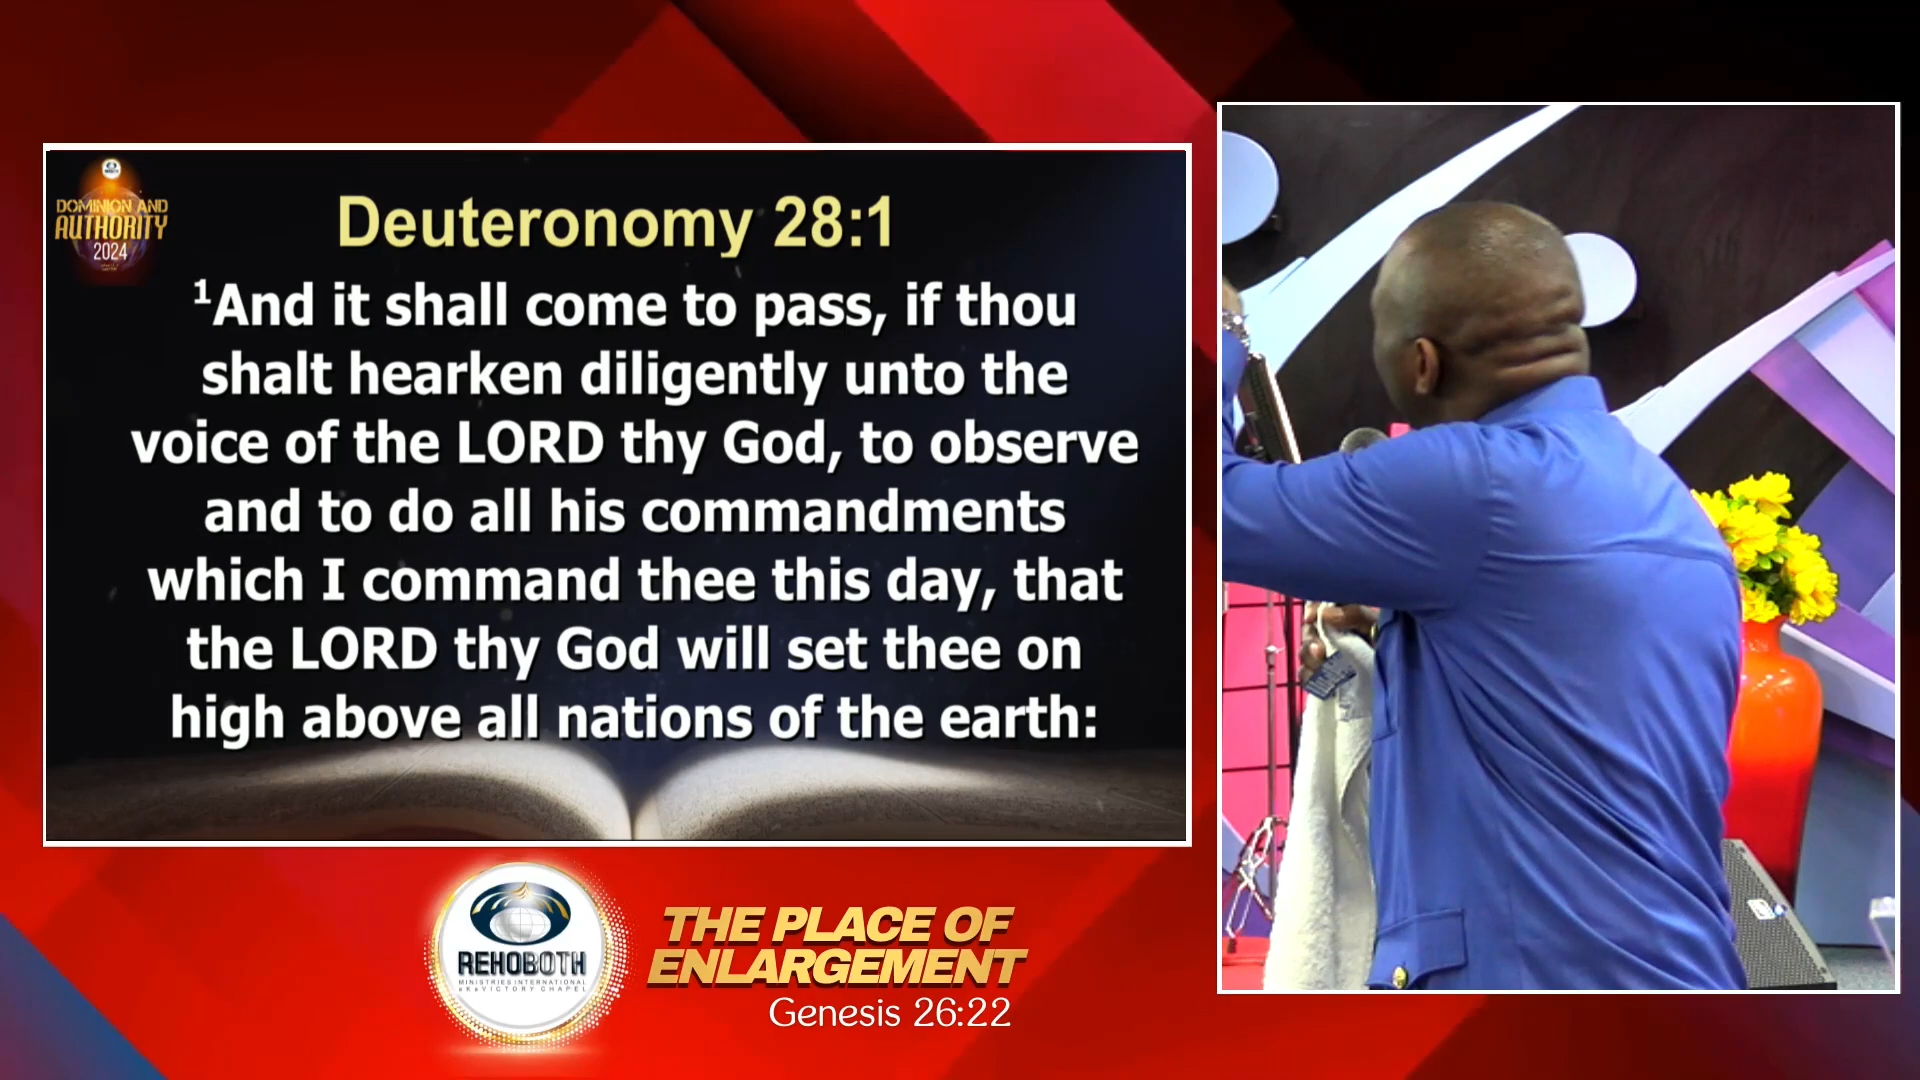 DOMINION AND
AUTHORITY
2024
Deuteronomy 28:1
1And it shall come to pass, if thou
shalt hearken diligently unto the
voice of the LORD thy God, to observe
and to do all his commandments
which I command thee this day, that
the LORD thy God will set thee on
high above all nations of the earth:
REHOBOTH
MINISTRIES INTERNATIONAL
aka VICTORY CHAPEL
THE PLACE OF
ENLARGEMENT
Genesis 26:22